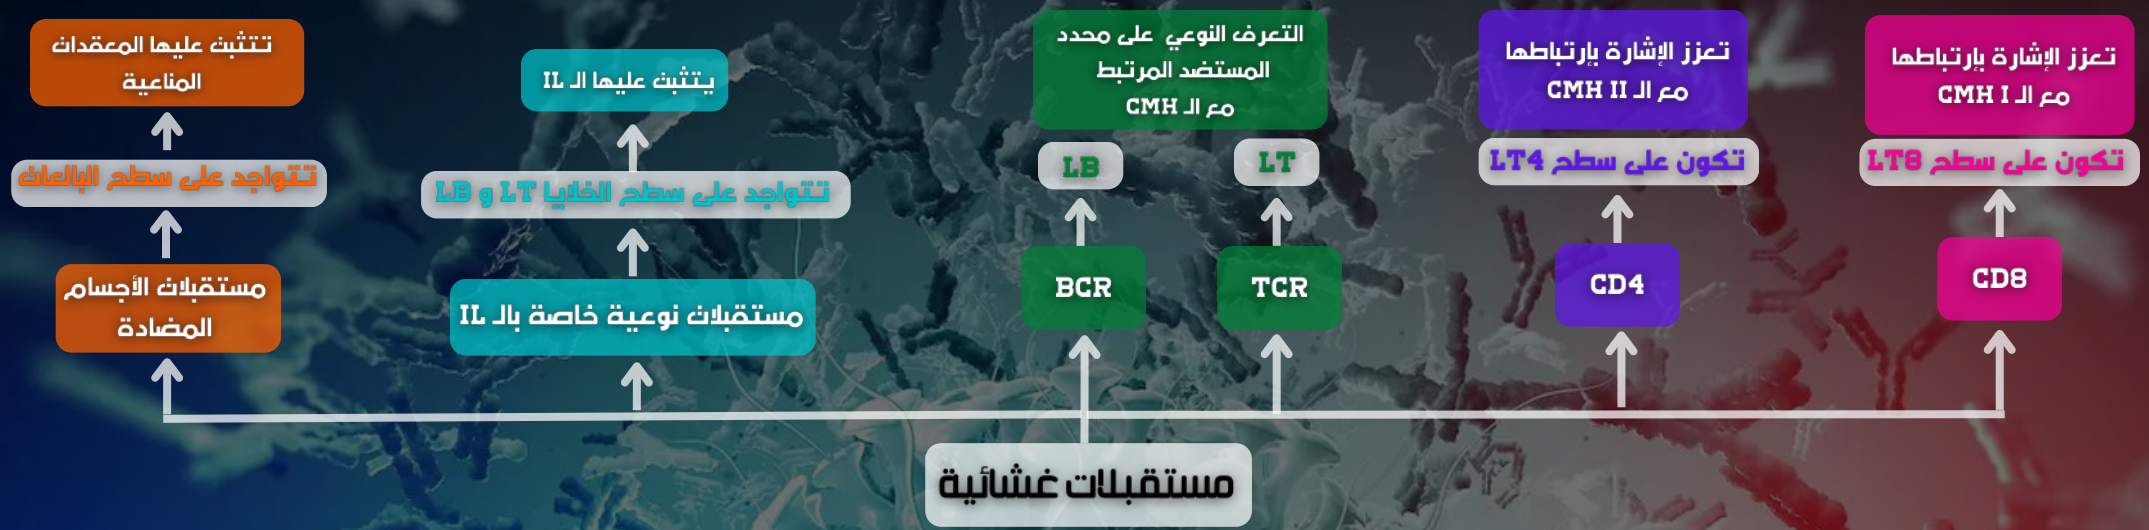 تعزز الإشارة بإرتباطها
مع الـ CMH I
تكون على سطح LT8
CD8
تعزز الإشارة بإرتباطها
مع الـ CMH II
تكون على سطح LT4
CD4
التعرف النوعي على محدد
المستضد المرتبط
مع الـ CMH
LT
TCR
LB
BCR
يتثبت عليها الـ IL
تتواجد على سطح الخلايا LT و LB
مستقبلات نوعية خاصة بالـ IL
تتثبت عليها المعقدات
المناعية
تتواجد على سطح البالعات
مستقبلات الأجسام
المضادة
مستقبلات غشائية